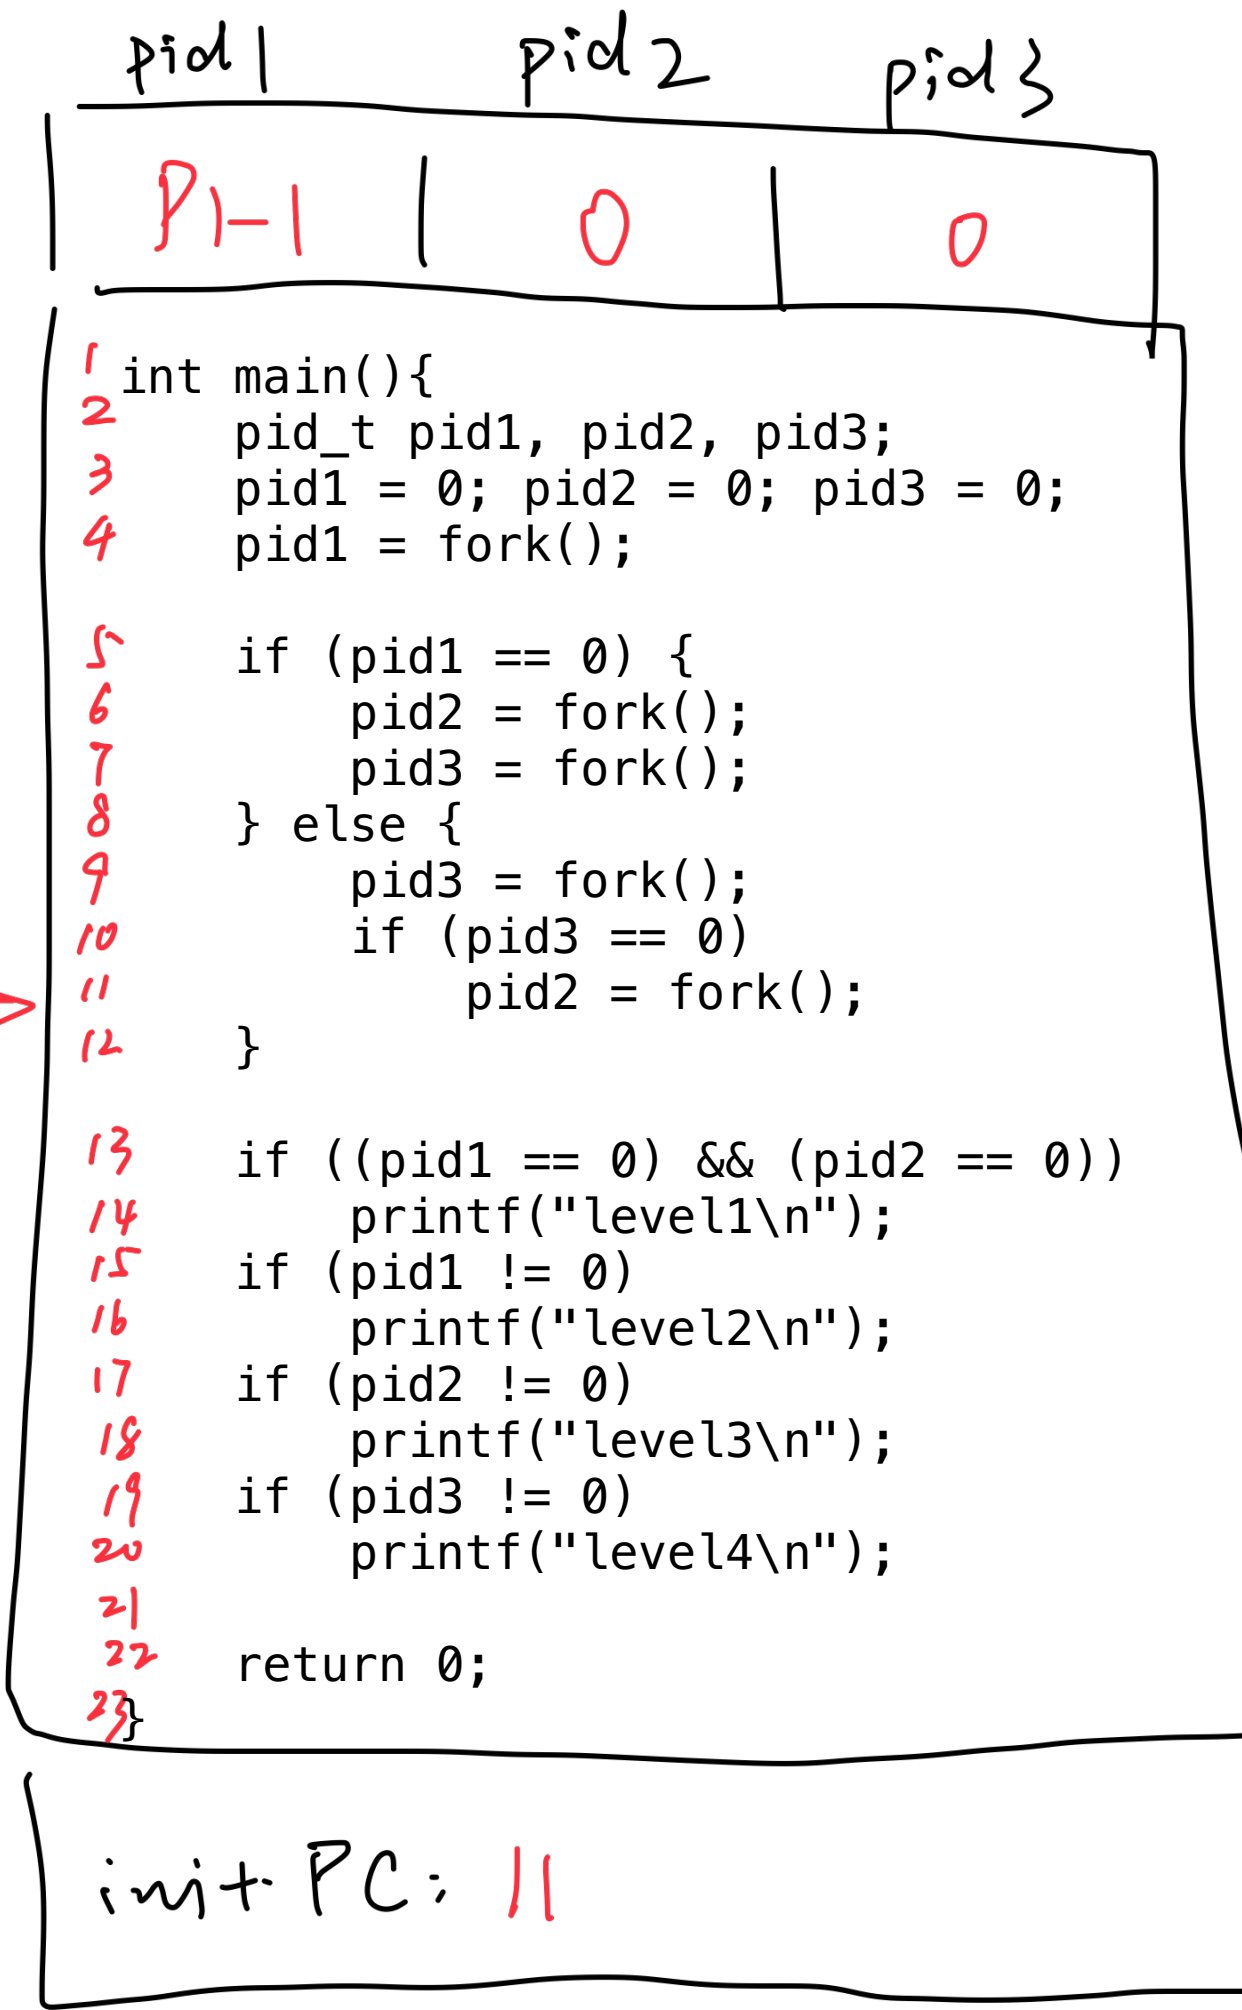 pid1 pid2 pid3
P1-1 0 0
1 int main(){
2 pid_t pid1, pid2, pid3;
3 pid1 = 0; pid2 = 0; pid3 = 0;
4 pid1 = fork();
5 if (pid1 == 0) {
6 pid2 = fork();
7 pid3 = fork();
8 } else {
9 pid3 = fork();
10 if (pid3 == 0)
11 pid2 = fork();
12 }
13 if ((pid1 == 0) && (pid2 == 0))
14 printf("level1\n");
15 if (pid1 != 0)
16 printf("level2\n");
17 if (pid2 != 0)
18 printf("level3\n");
19 if (pid3 != 0)
20 printf("level4\n");
21
22 return 0;
23 }
init PC: 11